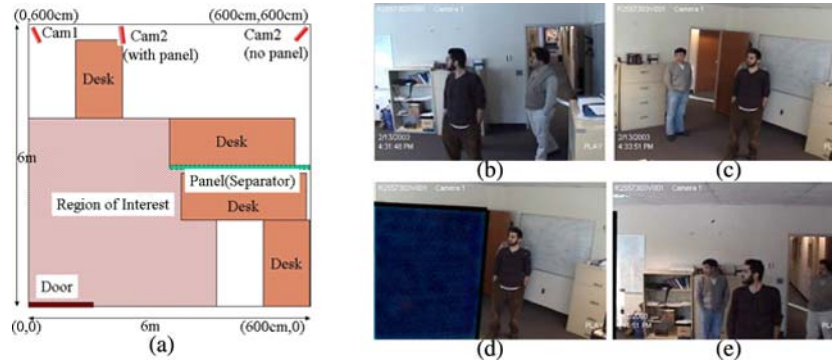 (0,600cm)
(600cm,600cm)
Cam1
Cam2
(with panel)
Cam2
(no panel)
Desk
Desk
6m
Panel(Separator)
Region of Interest
Desk
Desk
Door
(0,0)
6m
(600cm,0)
(a)
Camera 1
2/13/2003
4:31:48 PM
PLAY
(b)
Camera 1
2/13/2003
4:33:51 PM
(c)
Camera 1
(d)
Camera 1
(e)